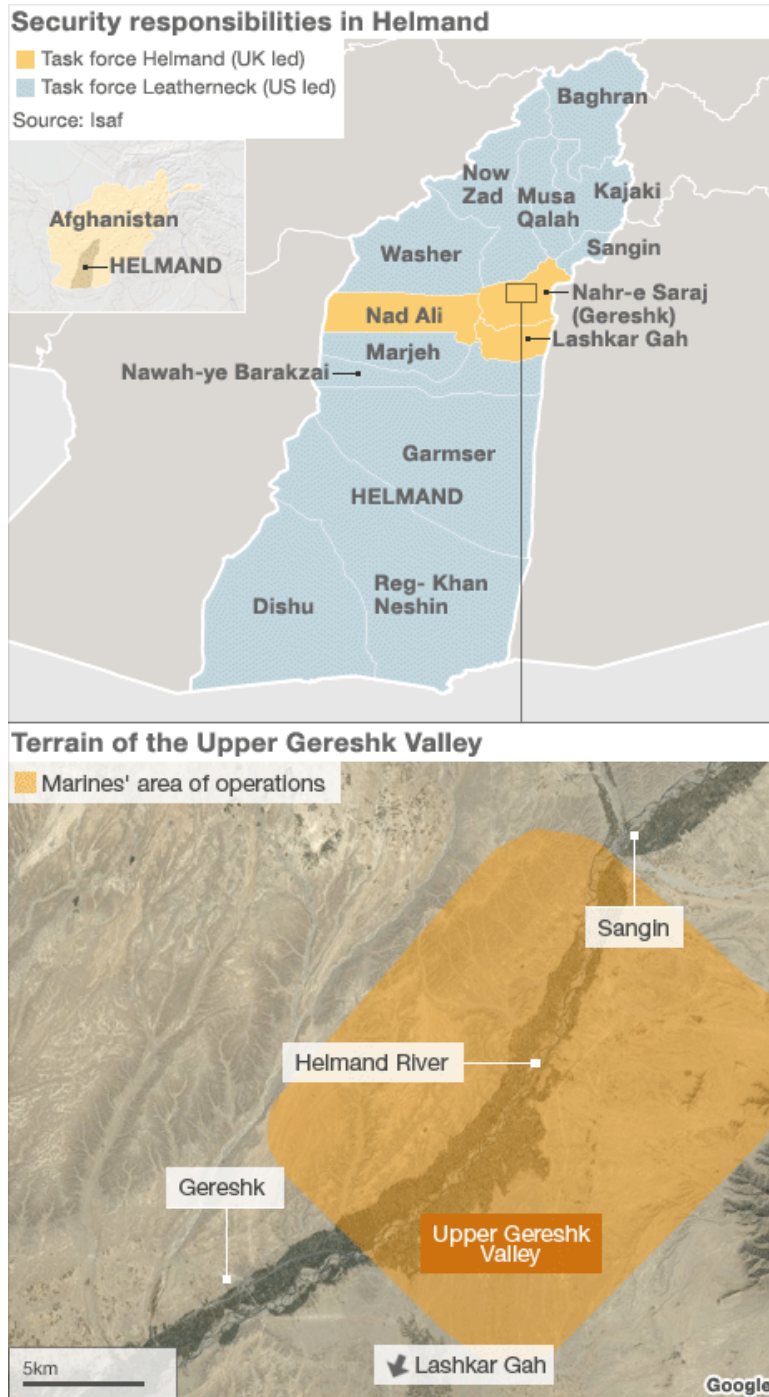 Security responsibilities in Helmand
Task force Helmand (UK led)
Task force Leatherneck (US led)
Source: Isaf
Afghanistan
HELMAND
Baghran
Now
Zad
Musa
Qalah
Kajaki
Washer
Sangin
Nahr-e Saraj
(Gereshk)
Nad Ali
Lashkar Gah
Marjeh
Nawah-ye Barakzai
Garmser
HELMAND
Dishu
Reg- Khan
Neshin
Terrain of the Upper Gereshk Valley
Marines' area of operations
Sangin
Helmand River
Gereshk
Upper Gereshk
Valley
5km
Lashkar Gah
Google